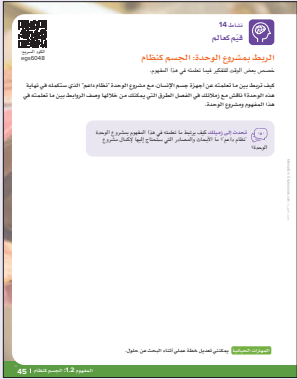 نشاط 14
قيّم كعالم
الكود السريع
egs6048
الربط بمشروع الوحدة: الجسم كنظام
خصص بعض الوقت للتفكير فيما تعلمته في هذا المفهوم.
كيف تربط بين ما تعلمته عن أجهزة جسم الإنسان، مع مشروع الوحدة "نظام داعم" الذي ستكمله في نهاية
هذه الوحدة؟ ناقش مع زملائك في الفصل الطرق التي يمكنك من خلالها وصف الروابط بين ما تعلمته في
هذا المفهوم ومشروع الوحدة.
تحدث إلى زميلك كيف يرتبط ما تعلمته في هذا المفهوم بمشروع الوحدة
"نظام داعم"؟ ما الأبحاث والمصادر التي ستحتاج إليها لإكمال مشروع
الوحدة؟
المهارات الحياتية يمكنني تعديل خطة عملي أثناء البحث عن حلول.
المفهوم 1.2: الجسم كنظام | 45